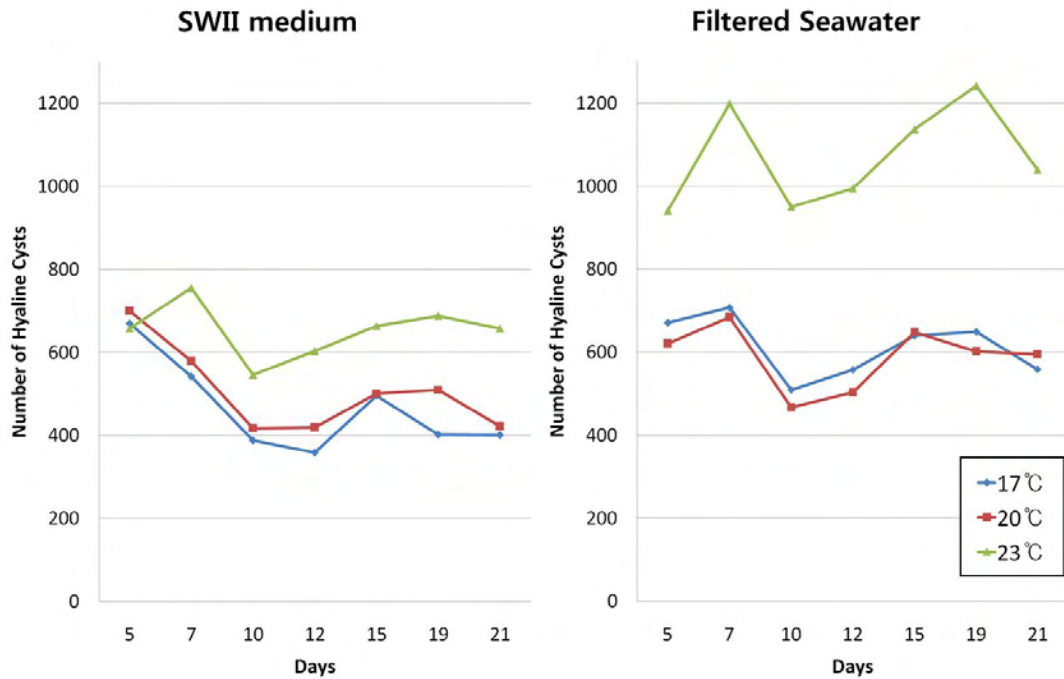 SWII medium
Number of Hyaline Cysts
1200
1000
800
600
400
200
0
5 7 10 12 15 19 21
Days
Filtered Seawater
Number of Hyaline Cysts
1200
1000
800
600
400
200
0
5 7 10 12 15 19 21
Days
17℃
20℃
23℃